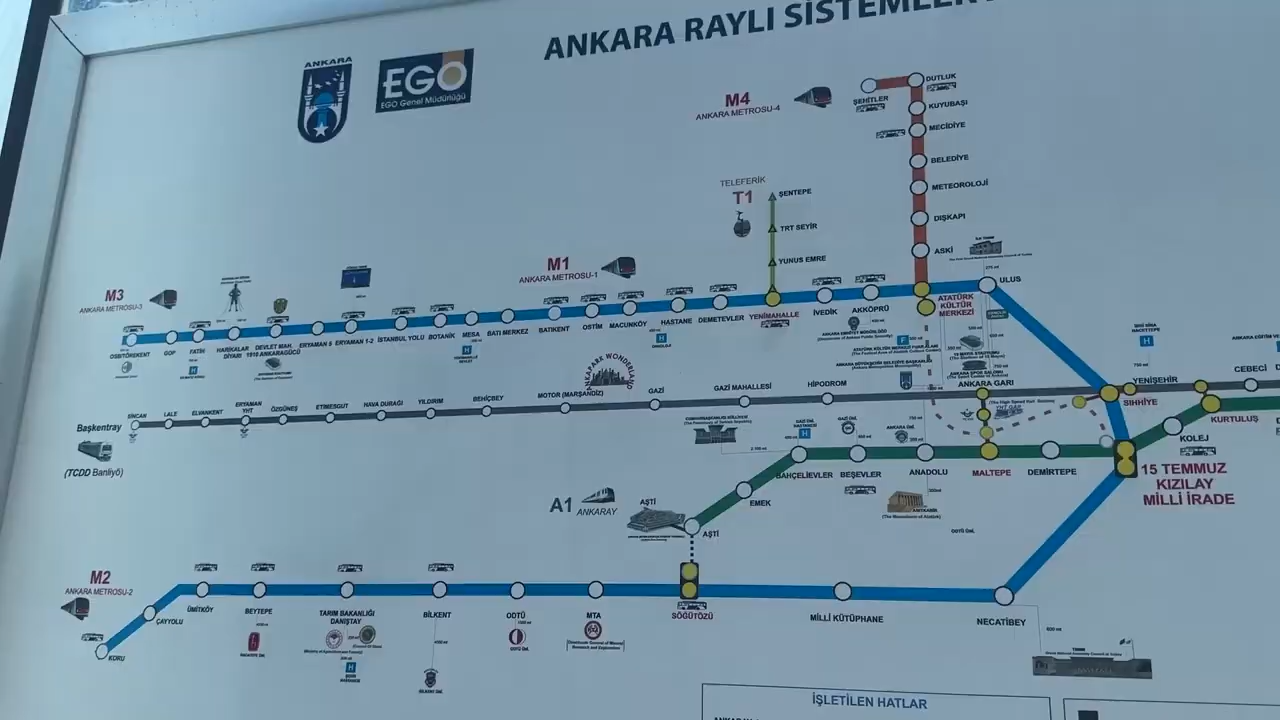 ANKARA RAYLI SİSTEMLER
ANKARA
EGO
EGO Genel Müdürlüğü
M4
ANKARA METROSU-4
ŞEHİTLER
DUTLUK
KUYUBAŞI
MECİDİYE
BELEDİYE
METEOROLOJİ
DIŞKAPI
ASKİ
TELEFERİK
T1
ŞENTEPE
TRT SEYİR
YUNUS EMRE
M1
ANKARA METROSU-1
M3
ANKARA METROSU-3
OSB/TÖREKENT
GOP
FATİH
HARİKALAR
DİYARI
DEVLET MAH.
1910 ANKARAGÜCÜ
ERYAMAN 5
ERYAMAN 1-2
İSTANBUL YOLU
BOTANİK
MESA
BATI MERKEZ
BATIKENT
OSTİM
MACUNKÖY
HASTANE
DEMETEVLER
YENİMAHALLE
İVEDİK
AKKÖPRÜ
ATATÜRK
KÜLTÜR
MERKEZİ
ULUS
ANKAPARK WONDERLAND
Başkentray
(TCDD Banliyö)
SİNCAN
LALE
ELVANKENT
ERYAMAN
YHT
ÖZGÜNEŞ
ETİMESGUT
HAVA DURAĞI
YILDIRIM
BEHİÇBEY
MOTOR (MARŞANDİZ)
GAZİ
GAZİ MAHALLESİ
HİPODROM
ANKARA GARI
YHT GAR
SIHHİYE
YENİŞEHİR
CEBECİ
KURTULUŞ
KOLEJ
15 TEMMUZ
KIZILAY
MİLLİ İRADE
A1
ANKARAY
AŞTİ
AŞTİ
EMEK
BAHÇELİEVLER
BEŞEVLER
ANADOLU
MALTEPE
DEMİRTEPE
M2
ANKARA METROSU-2
KORU
ÇAYYOLU
ÜMİTKÖY
BEYTEPE
TARIM BAKANLIĞI
DANIŞTAY
BİLKENT
ODTÜ
MTA
SÖĞÜTÖZÜ
MİLLİ KÜTÜPHANE
NECATİBEY
İŞLETİLEN HATLAR